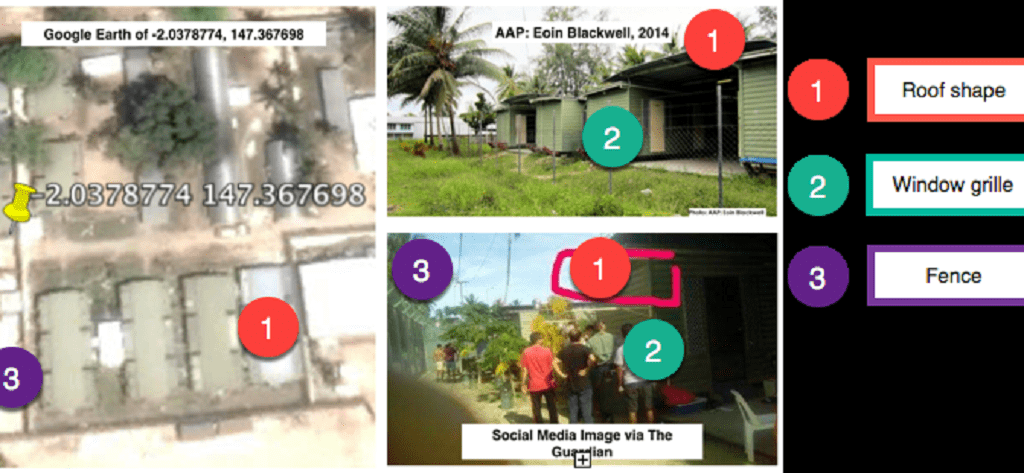 Google Earth of -2.0378774, 147.367698
-2.0378774 147.367698
1
3
AAP: Eoin Blackwell, 2014
1
2
Photo: AAP: Eoin Blackwell
3
1
2
Social Media Image via The
Guardian
1
Roof shape
2
Window grille
3
Fence